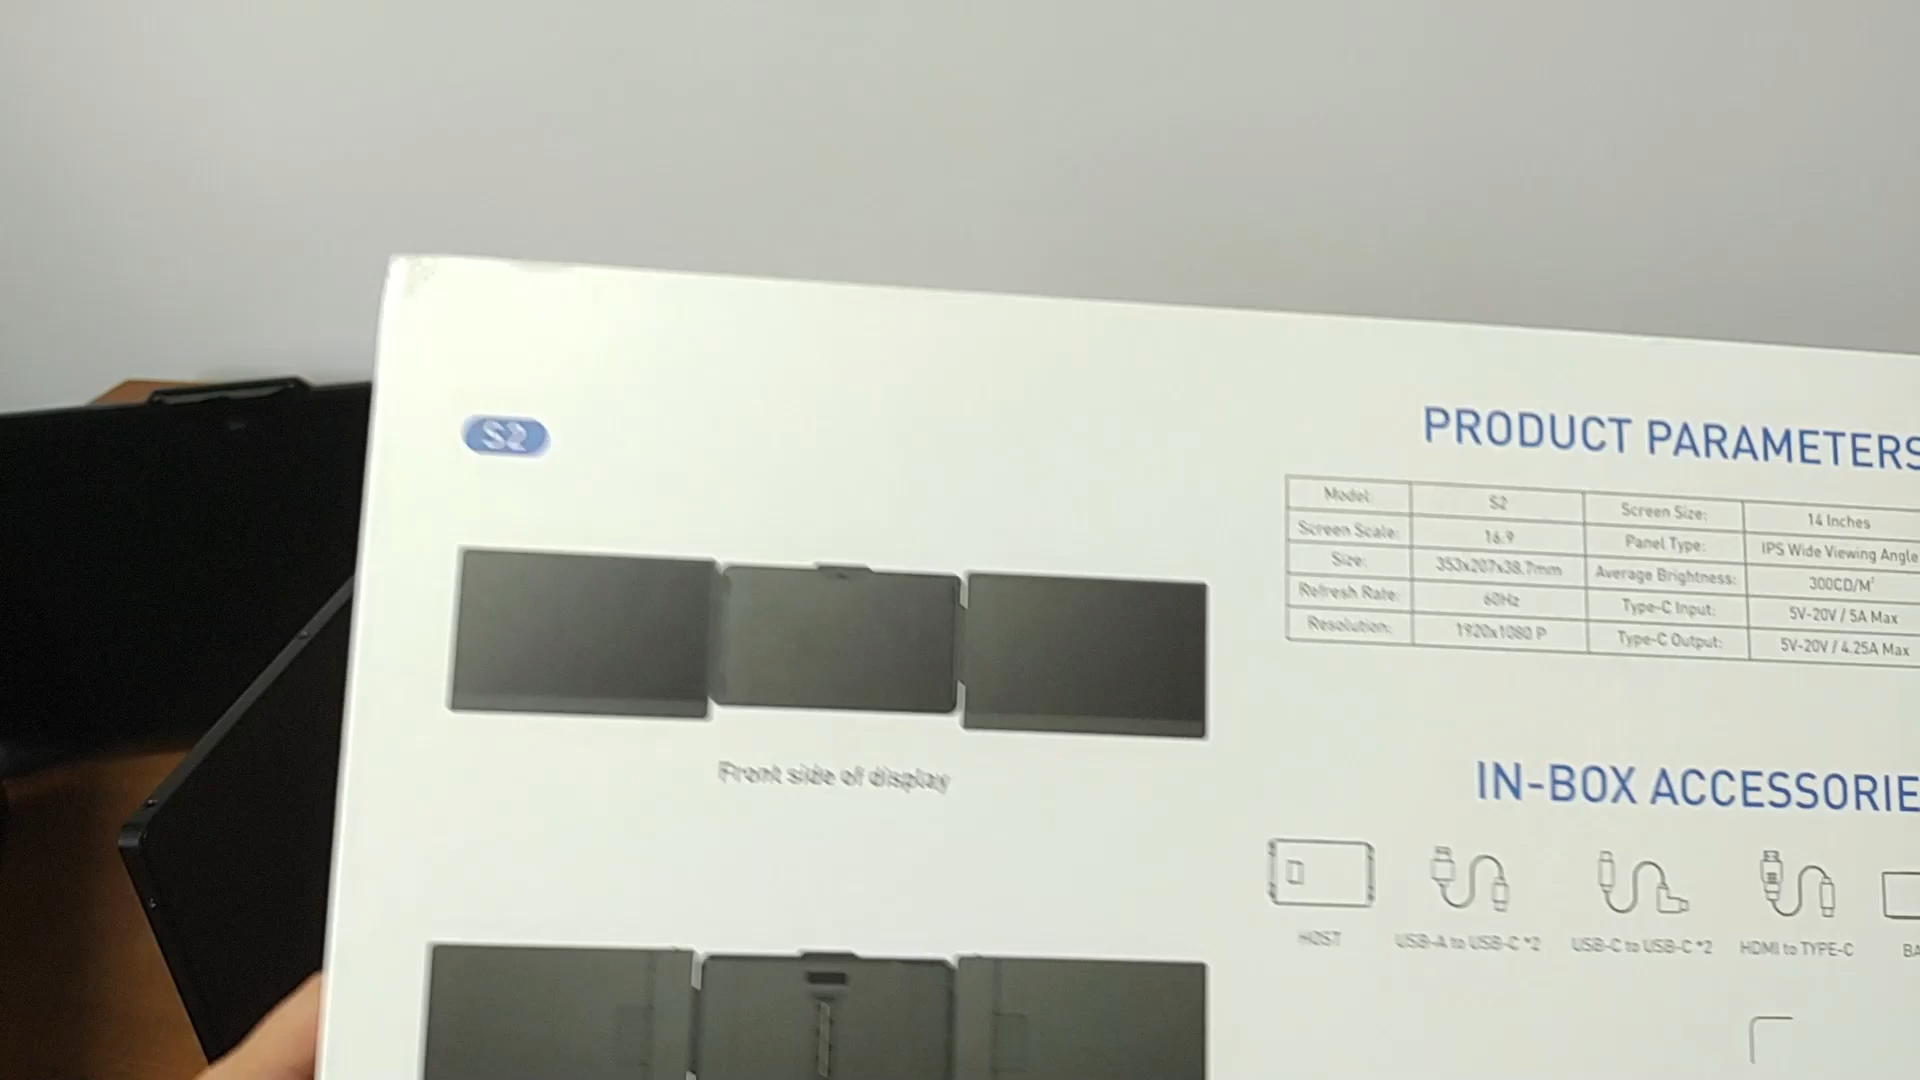 S2
PRODUCT PARAMETERS
Model: S2 Screen Size: 14 Inches
Screen Scale: 16:9 Panel Type: IPS Wide Viewing Angle
Size: 353x207x38.7mm Average Brightness: 300CD/M²
Refresh Rate: 60Hz Type-C Input: 5V-20V / 5A Max
Resolution: 1920x1080 P Type-C Output: 5V-20V / 4.25A Max
Front side of display
IN-BOX ACCESSORIE
HOST USB-A to USB-C *2 USB-C to USB-C *2 HDMI to TYPE-C BA